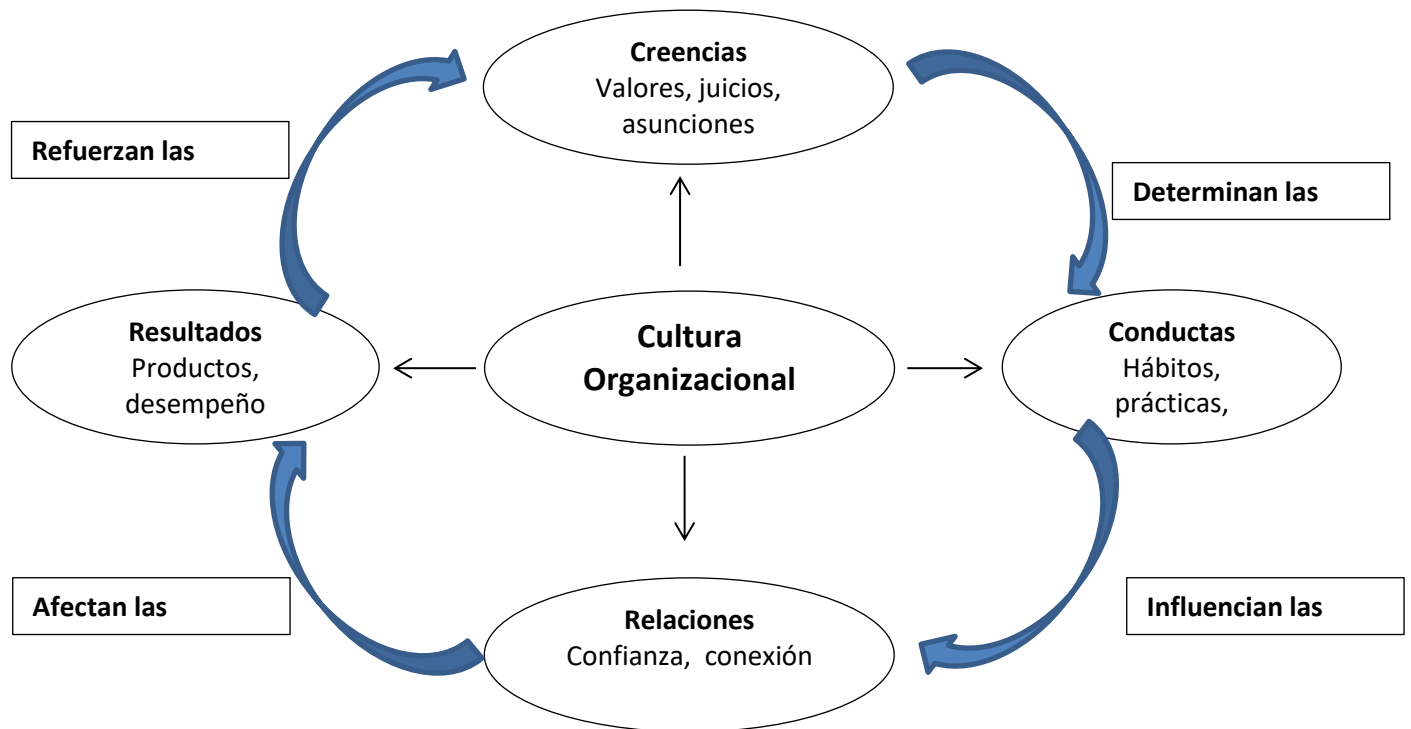 Creencias
Valores, juicios,
asunciones
Refuerzan las
Determinan las
Resultados
Productos,
desempeño
Cultura
Organizacional
Conductas
Hábitos,
prácticas,
Afectan las
Relaciones
Confianza, conexión
Influencian las